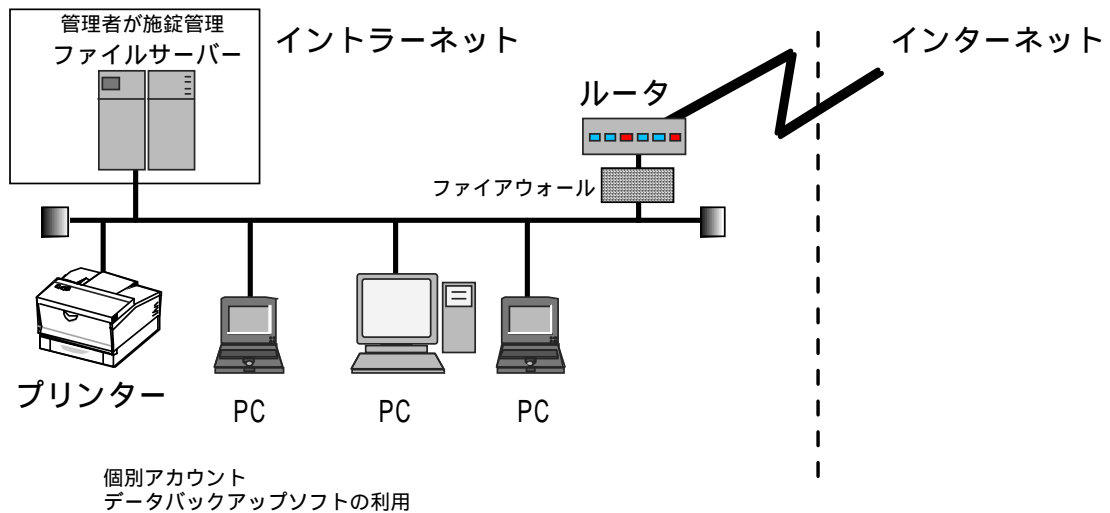 管理者が施錠管理
ファイルサーバー
イントラーネット
インターネット
ルータ
ファイアウォール
プリンター
PC
PC
PC
個別アカウント
データバックアップソフトの利用